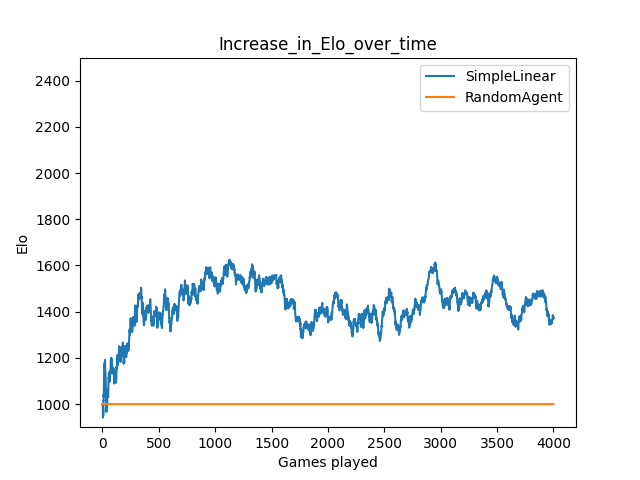 Increase_in_Elo_over_time
SimpleLinear
RandomAgent
2400
2200
2000
1800
1600
1400
1200
1000
Elo
0 500 1000 1500 2000 2500 3000 3500 4000
Games played